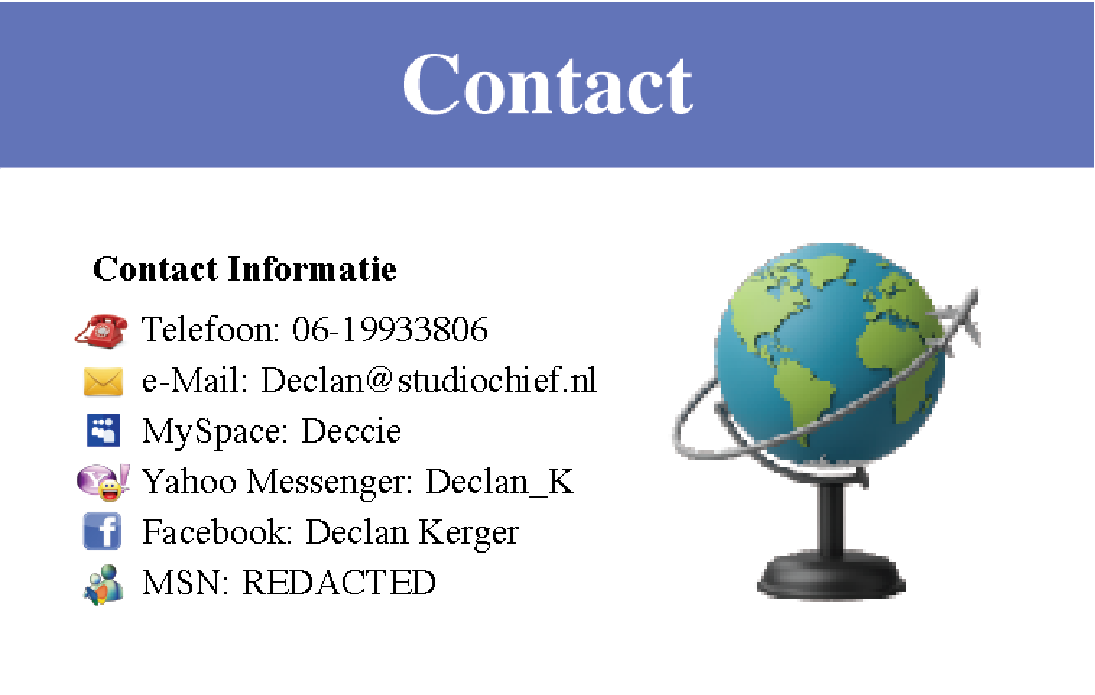 Contact
Contact Informatie
Telefoon: 06-19933806
e-Mail: Declan@studiochief.nl
MySpace: Deccie
Yahoo Messenger: Declan_K
Facebook: Declan Kerger
MSN: REDACTED